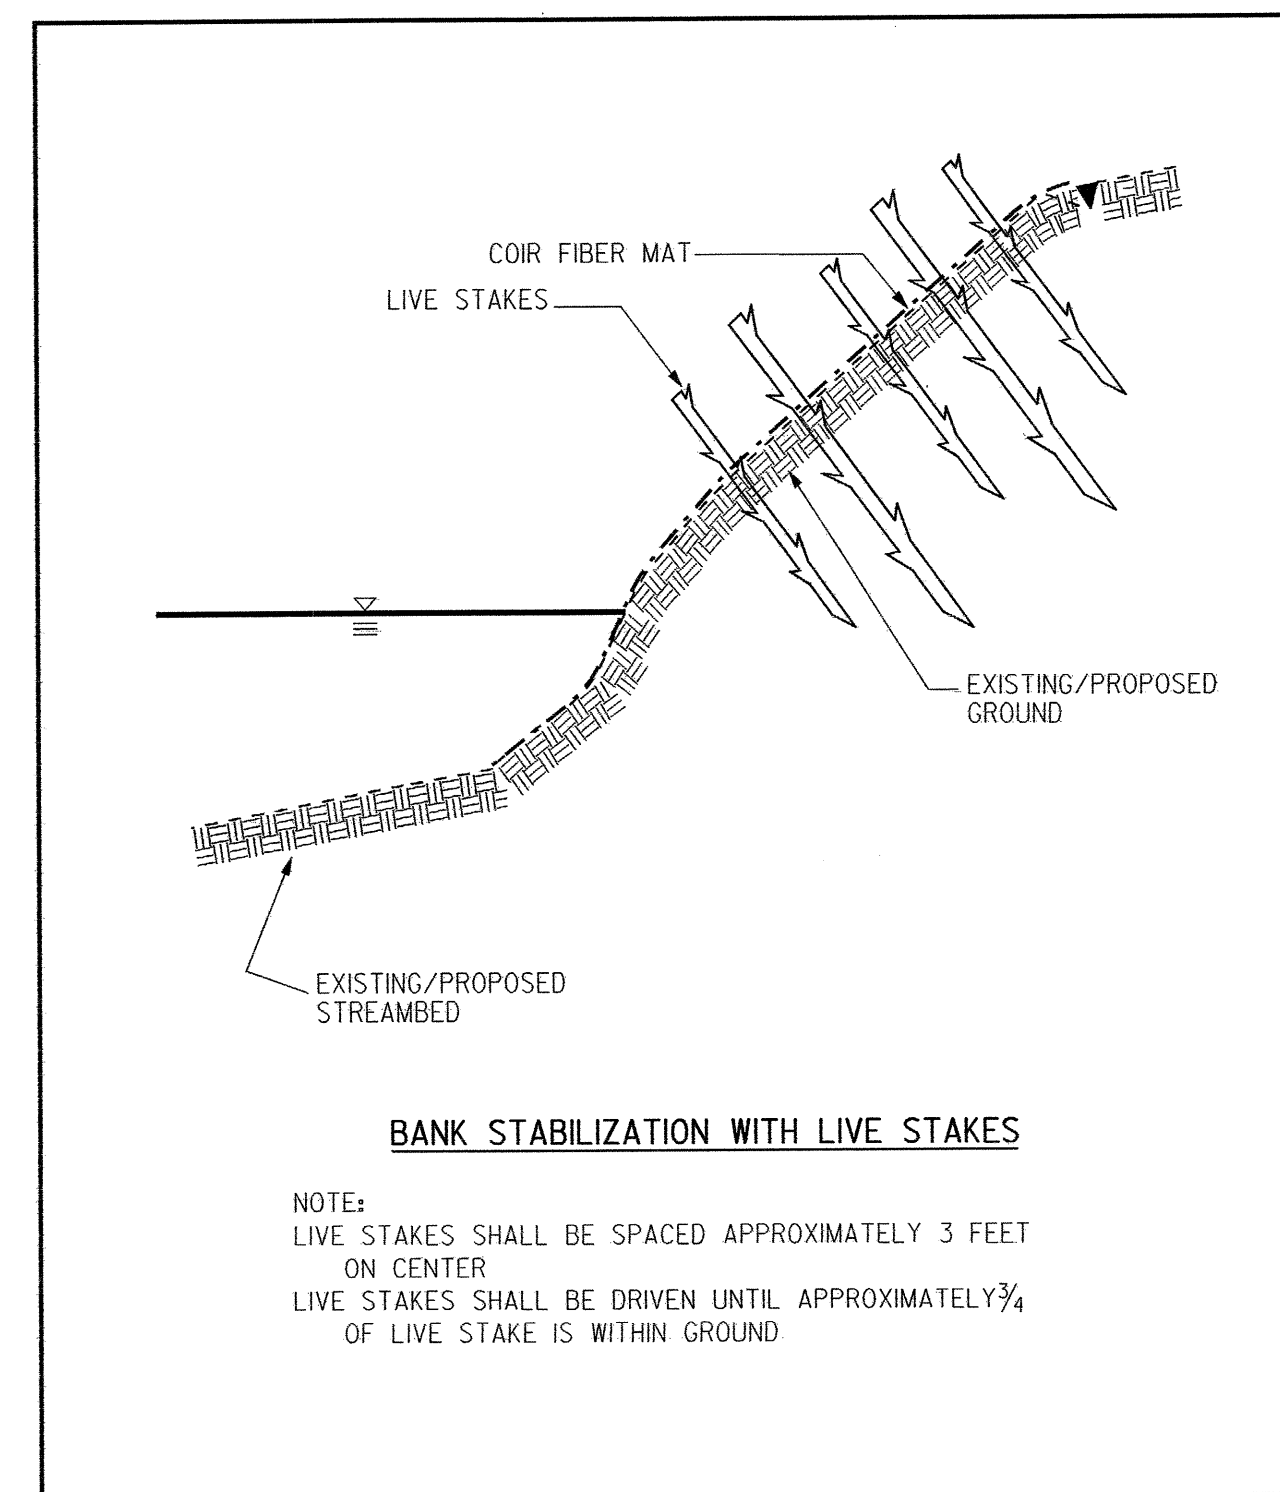 COIR FIBER MAT
LIVE STAKES
EXISTING/PROPOSED
GROUND
EXISTING/PROPOSED
STREAMBED
BANK STABILIZATION WITH LIVE STAKES
NOTE:
LIVE STAKES SHALL BE SPACED APPROXIMATELY 3 FEET
ON CENTER
LIVE STAKES SHALL BE DRIVEN UNTIL APPROXIMATELY 3/4
OF LIVE STAKE IS WITHIN GROUND